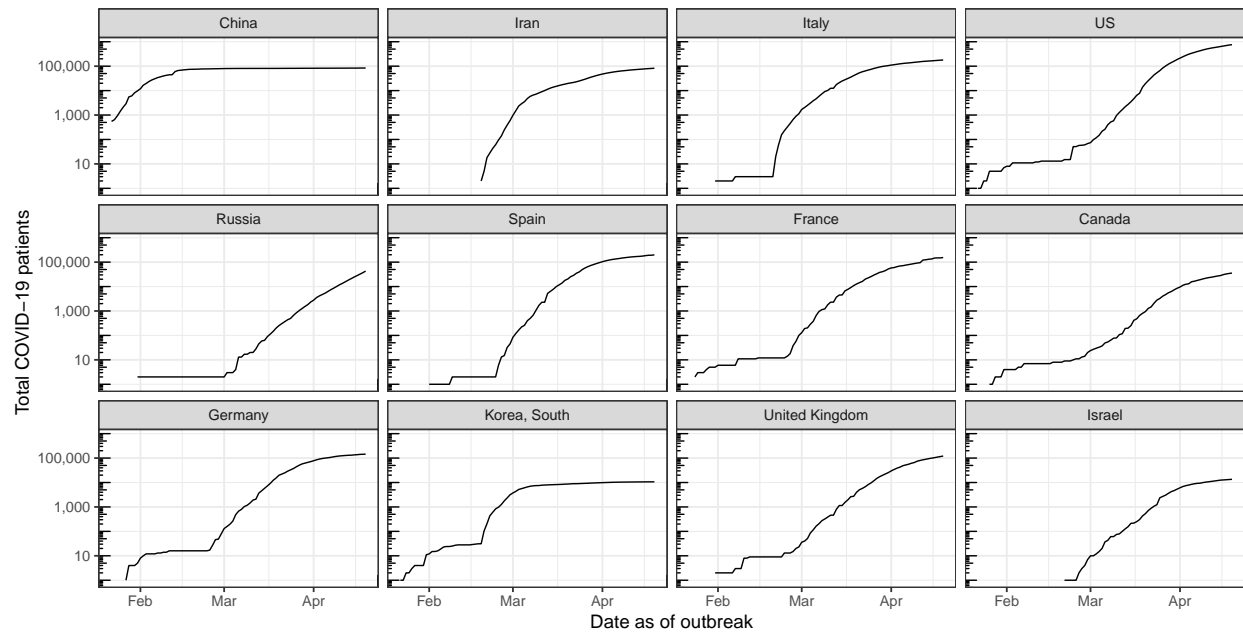 China
Iran
Italy
US
100,000
1,000
10
Russia
Spain
France
Canada
100,000
1,000
10
Germany
Korea, South
United Kingdom
Israel
100,000
1,000
10
Feb Mar Apr Feb Mar Apr Feb Mar Apr Feb Mar Apr
Date as of outbreak
Total COVID−19 patients